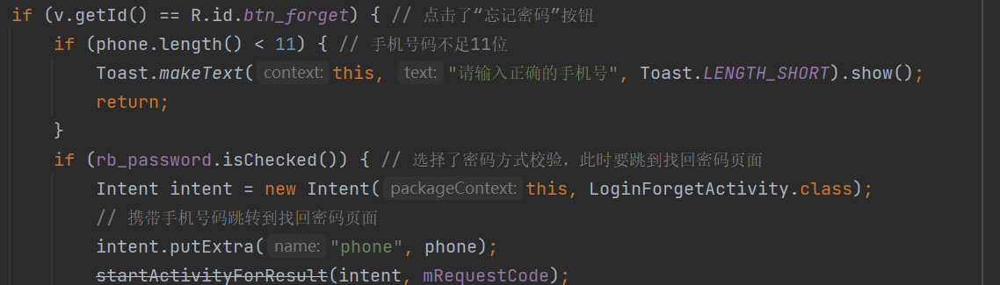 if (v.getId() == R.id.btn_forget) { // 点击了“忘记密码”按钮
if (phone.length() < 11) { // 手机号码不足11位
Toast.makeText( context: this, text: "请输入正确的手机号", Toast.LENGTH_SHORT).show();
return;
}
if (rb_password.isChecked()) { // 选择了密码方式校验，此时要跳到找回密码页面
Intent intent = new Intent( packageContext: this, LoginForgetActivity.class);
// 携带手机号码跳转到找回密码页面
intent.putExtra( name: "phone", phone);
startActivityForResult(intent, mRequestCode);